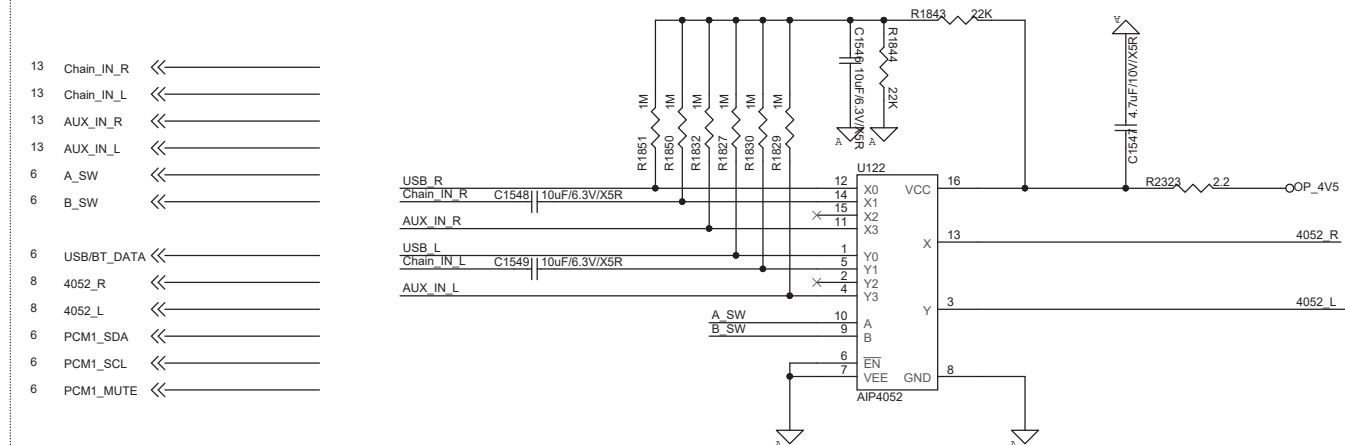 13 Chain_IN_R
13 Chain_IN_L
13 AUX_IN_R
13 AUX_IN_L
6 A_SW
6 B_SW
6 USB/BT_DATA
8 4052_R
8 4052_L
6 PCM1_SDA
6 PCM1_SCL
6 PCM1_MUTE
R1843 22K
C1546 10uF/6.3V/X5R
R1844 22K
A
A
A
C1547 4.7uF/10V/X5R
R1851 1M
R1850 1M
R1832 1M
R1827 1M
R1830 1M
R1829 1M
U122
USB_R 12 X0 VCC 16 R2323 2.2 OP_4V5
Chain_IN_R C1548 10uF/6.3V/X5R 14 X1
15 X2
AUX_IN_R 11 X3
X 13 4052_R
USB_L 1 Y0
Chain_IN_L C1549 10uF/6.3V/X5R 5 Y1
2 Y2
AUX_IN_L 4 Y3
Y 3 4052_L
A_SW 10 A
B_SW 9 B
6 EN
7 VEE GND 8
AIP4052
A
A